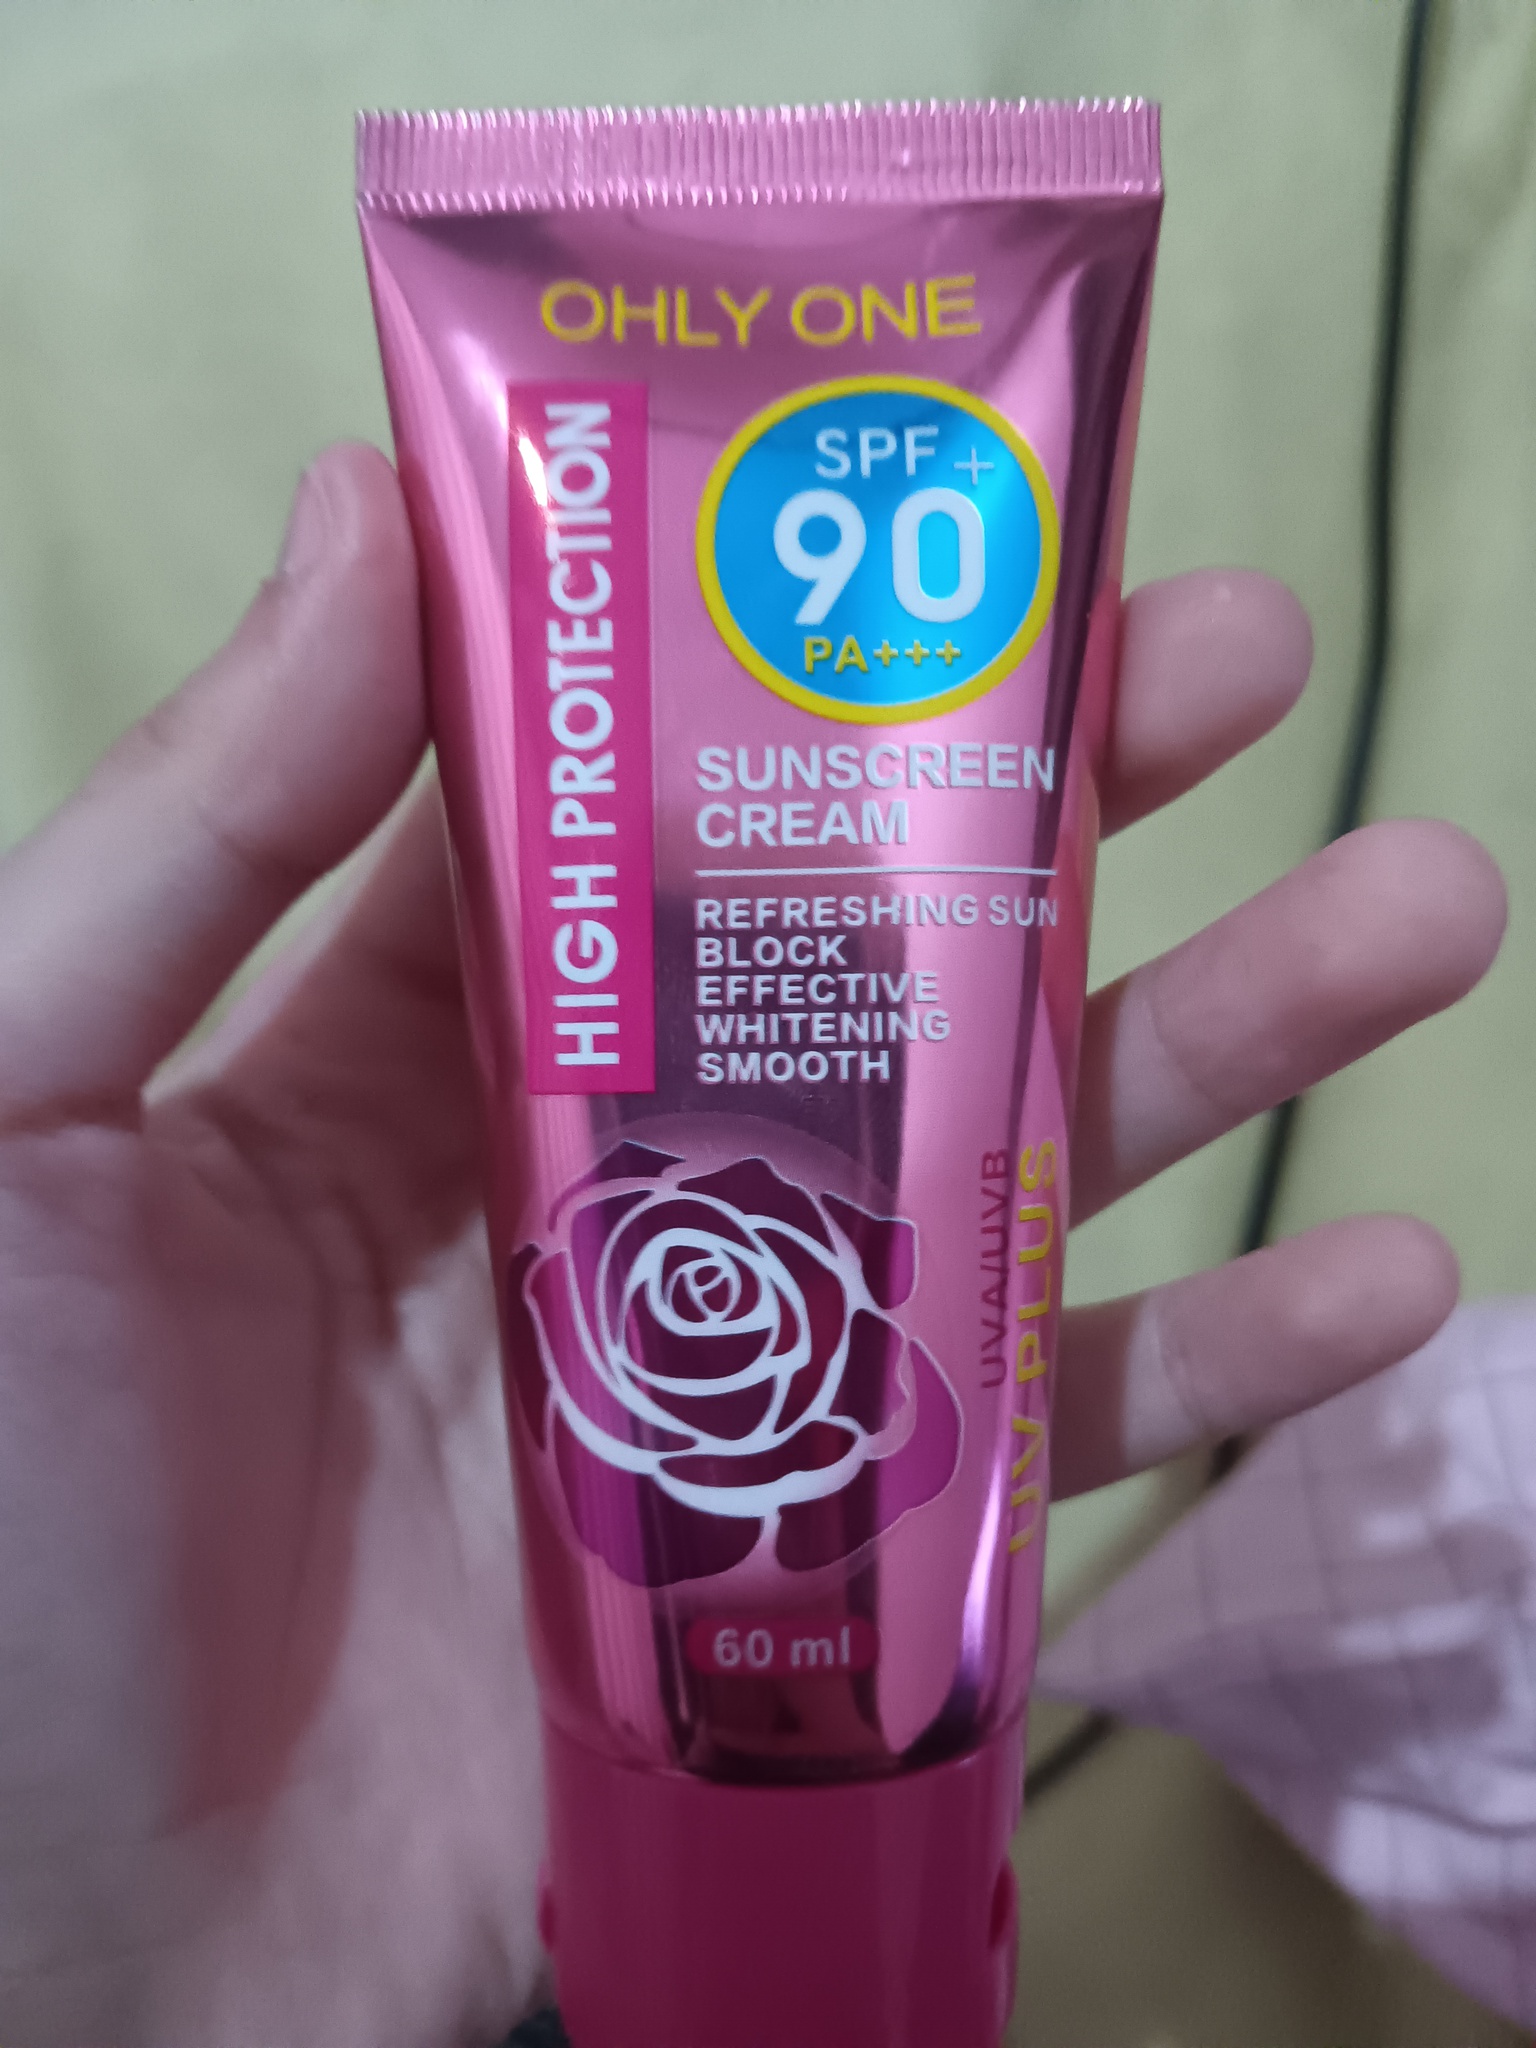 OHLY ONE
HIGH PROTECTION
SPF +
90
PA+++
SUNSCREEN
CREAM
REFRESHING SUN
BLOCK
EFFECTIVE
WHITENING
SMOOTH
UVA/UVB
UV PLUS
60 ml